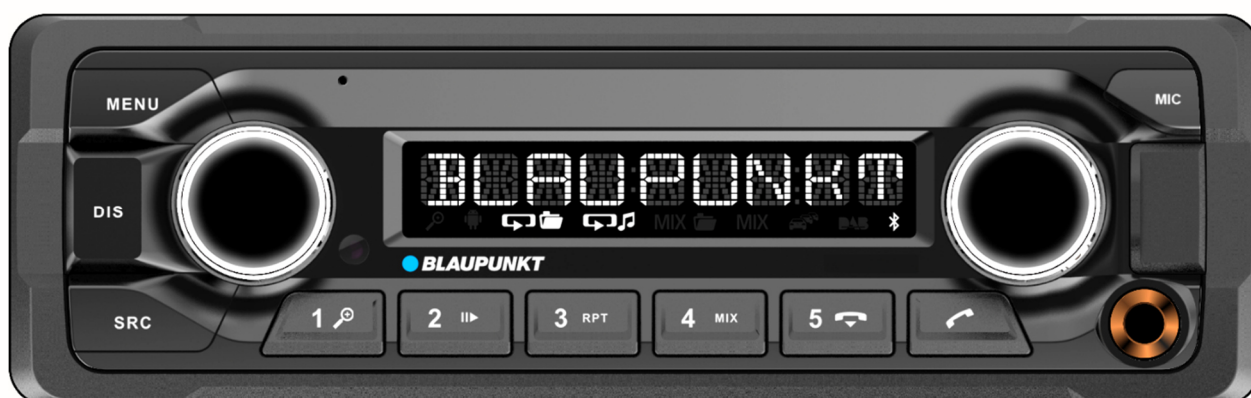 MENU
MIC
BLAUPUNKT
DIS
MIX MIX DAB
BLAUPUNKT
SRC
1 2 3 RPT 4 MIX 5